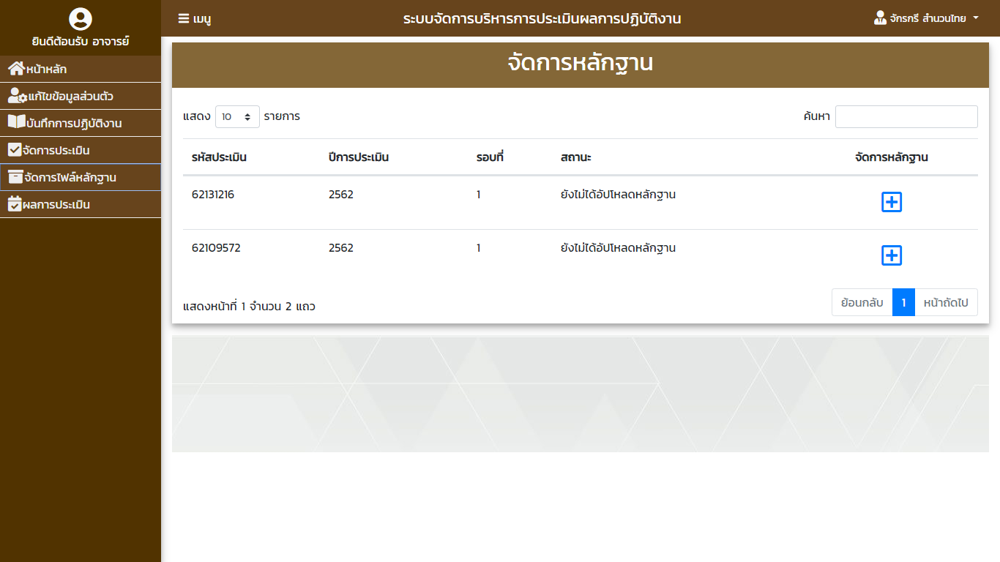 ยินดีต้อนรับ อาจารย์
หน้าหลัก
แก้ไขข้อมูลส่วนตัว
บันทึกการปฏิบัติงาน
จัดการประเมิน
จัดการไฟล์หลักฐาน
ผลการประเมิน
เมนู
ระบบจัดการบริหารการประเมินผลการปฏิบัติงาน
จักรกรี สำนวนไทย
จัดการหลักฐาน
แสดง 10 รายการ
ค้นหา
รหัสประเมิน ปีการประเมิน รอบที่ สถานะ จัดการหลักฐาน
62131216 2562 1 ยังไม่ได้อัปโหลดหลักฐาน
62109572 2562 1 ยังไม่ได้อัปโหลดหลักฐาน
แสดงหน้าที่ 1 จำนวน 2 แถว
ย้อนกลับ 1 หน้าถัดไป